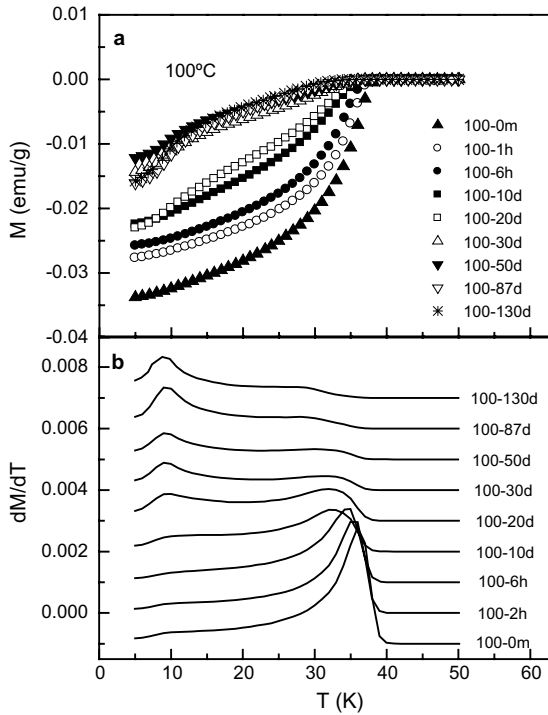 0.01
0.00
-0.01
-0.02
-0.03
-0.04
M (emu/g)
a
100ºC
100-0m
100-1h
100-6h
100-10d
100-20d
100-30d
100-50d
100-87d
100-130d
b
0.008
0.006
0.004
0.002
0.000
dM/dT
100-130d
100-87d
100-50d
100-30d
100-20d
100-10d
100-6h
100-2h
100-0m
0
10
20
30
40
50
60
T (K)